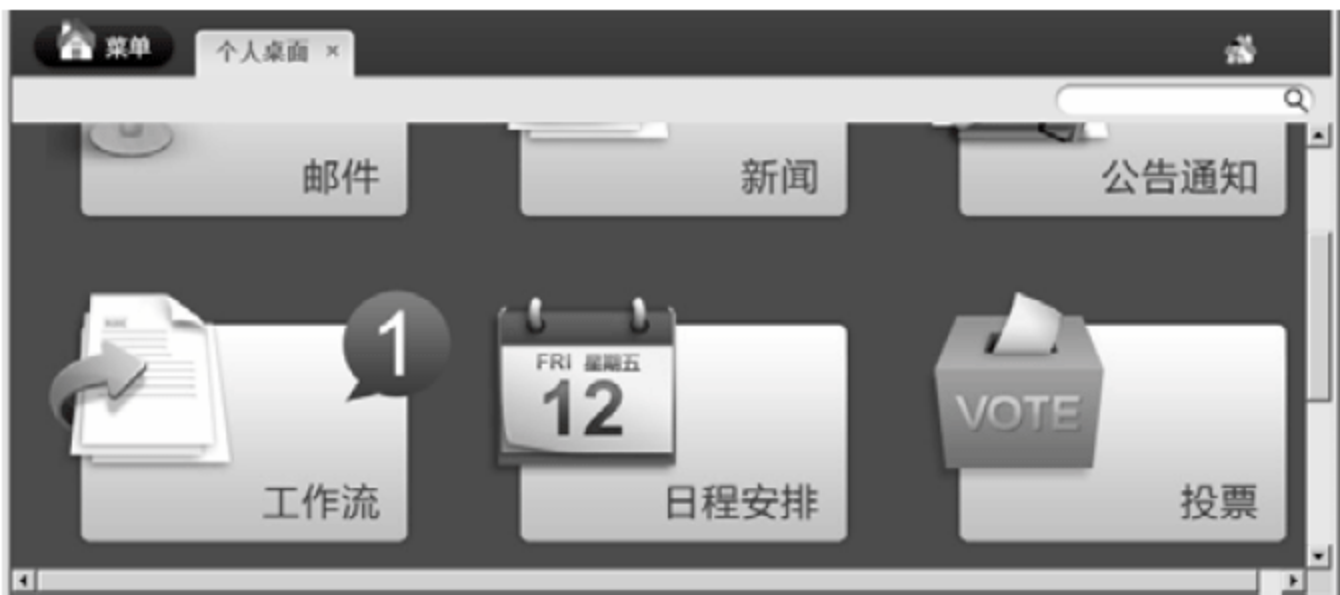 菜单
个人桌面 ×
邮件
新闻
公告通知
1
FRI 星期五
12
VOTE
工作流
日程安排
投票